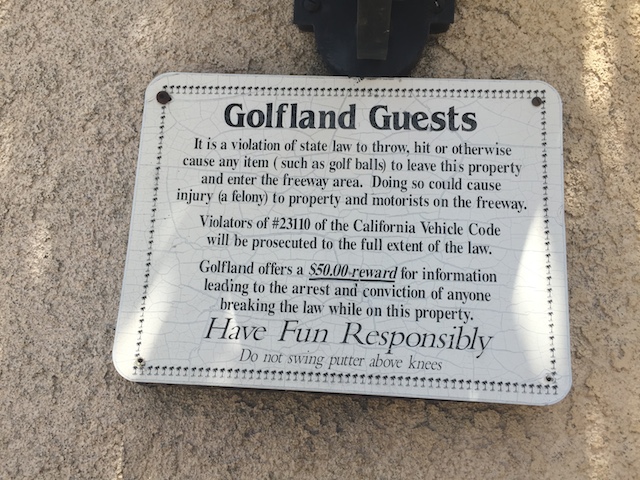 Golfland Guests
It is a violation of state law to throw, hit or otherwise
cause any item ( such as golf balls) to leave this property
and enter the freeway area. Doing so could cause
injury (a felony) to property and motorists on the freeway.
Violators of #23110 of the California Vehicle Code
will be prosecuted to the full extent of the law.
Golfland offers a $50.00-reward for information
leading to the arrest and conviction of anyone
breaking the law while on this property.
Have Fun Responsibly
Do not swing putter above knees